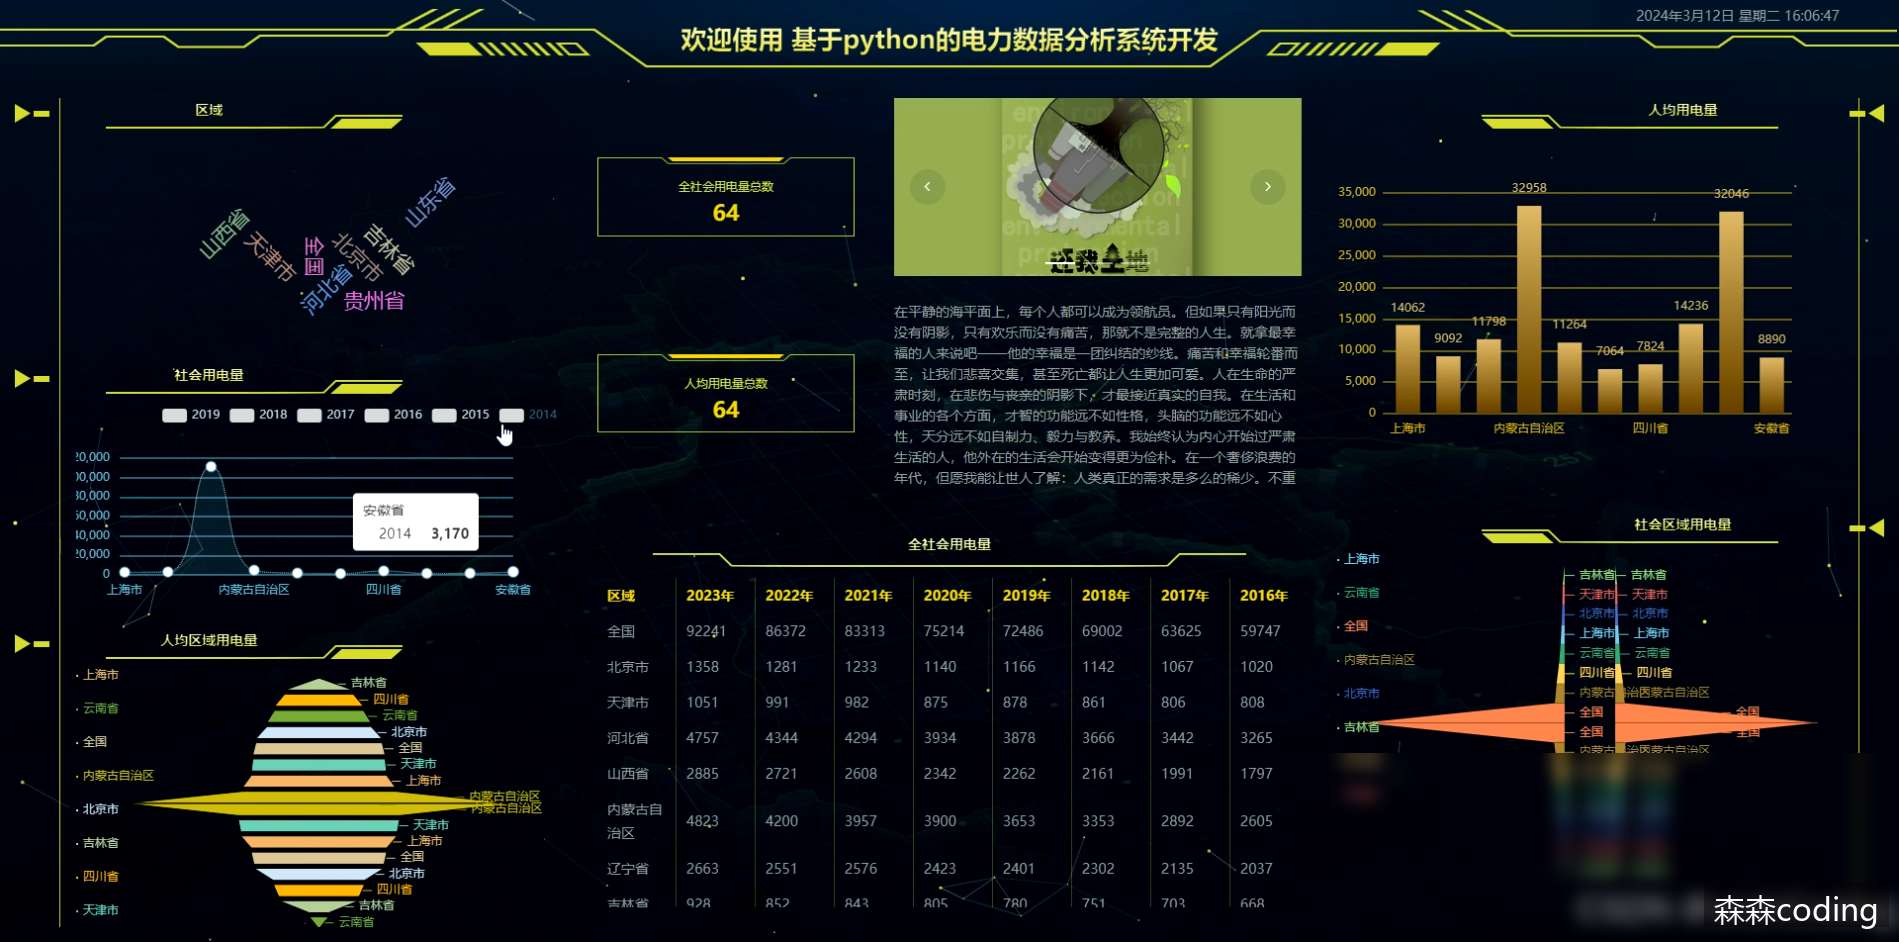 2024年3月12日 星期二 16:06:47
欢迎使用 基于python的电力数据分析系统开发
区域
山西省
天津市
全国
北京市
吉林省
山东省
河北省
贵州省
社会用电量
2019 2018 2017 2016 2015 2014
20,000
00,000
80,000
60,000
40,000
20,000
0
上海市 内蒙古自治区 四川省 安徽省
安徽省
2014 3,170
人均区域用电量
上海市
云南省
全国
内蒙古自治区
北京市
吉林省
四川省
天津市
吉林省
四川省
云南省
北京市
全国
天津市
上海市
内蒙古自治区
内蒙古自治区
天津市
上海市
全国
北京市
四川省
吉林省
云南省
全社会用电量总数
64
人均用电量总数
64
还我土地
在平静的海平面上，每个人都可以成为领航员。但如果只有阳光而
没有阴影，只有欢乐而没有痛苦，那就不是完整的人生。就拿最幸
福的人来说吧——他的幸福是一团纠结的纱线。痛苦和幸福轮番而
至，让我们悲喜交集，甚至死亡都让人生更加可爱。人在生命的严
肃时刻，在悲伤与丧亲的阴影下，才最接近真实的自我。在生活和
事业的各个方面，才智的功能远不如性格，头脑的功能远不如心
性，天分远不如自制力、毅力与教养。我始终认为内心开始过严肃
生活的人，他外在的生活会开始变得更为俭朴。在一个奢侈浪费的
年代，但愿我能让世人了解：人类真正的需求是多么的稀少。不重
全社会用电量
区域 2023年 2022年 2021年 2020年 2019年 2018年 2017年 2016年
全国 92241 86372 83313 75214 72486 69002 63625 59747
北京市 1358 1281 1233 1140 1166 1142 1067 1020
天津市 1051 991 982 875 878 861 806 808
河北省 4757 4344 4294 3934 3878 3666 3442 3265
山西省 2885 2721 2608 2342 2262 2161 1991 1797
内蒙古自治区 4823 4200 3957 3900 3653 3353 2892 2605
辽宁省 2663 2551 2576 2423 2401 2302 2135 2037
吉林省 928 852 843 805 780 751 703 668
人均用电量
35,000
30,000
25,000
20,000
15,000
10,000
5,000
0
14062 9092 11798 32958 11264 7064 7824 14236 32046 8890
上海市 内蒙古自治区 四川省 安徽省
251
社会区域用电量
上海市
云南省
全国
内蒙古自治区
北京市
吉林省
吉林省 吉林省
天津市 天津市
北京市 北京市
上海市 上海市
云南省 云南省
四川省 四川省
内蒙古自治区 内蒙古自治区
全国 全国
全国 全国
内蒙古自治区 内蒙古自治区
森森coding